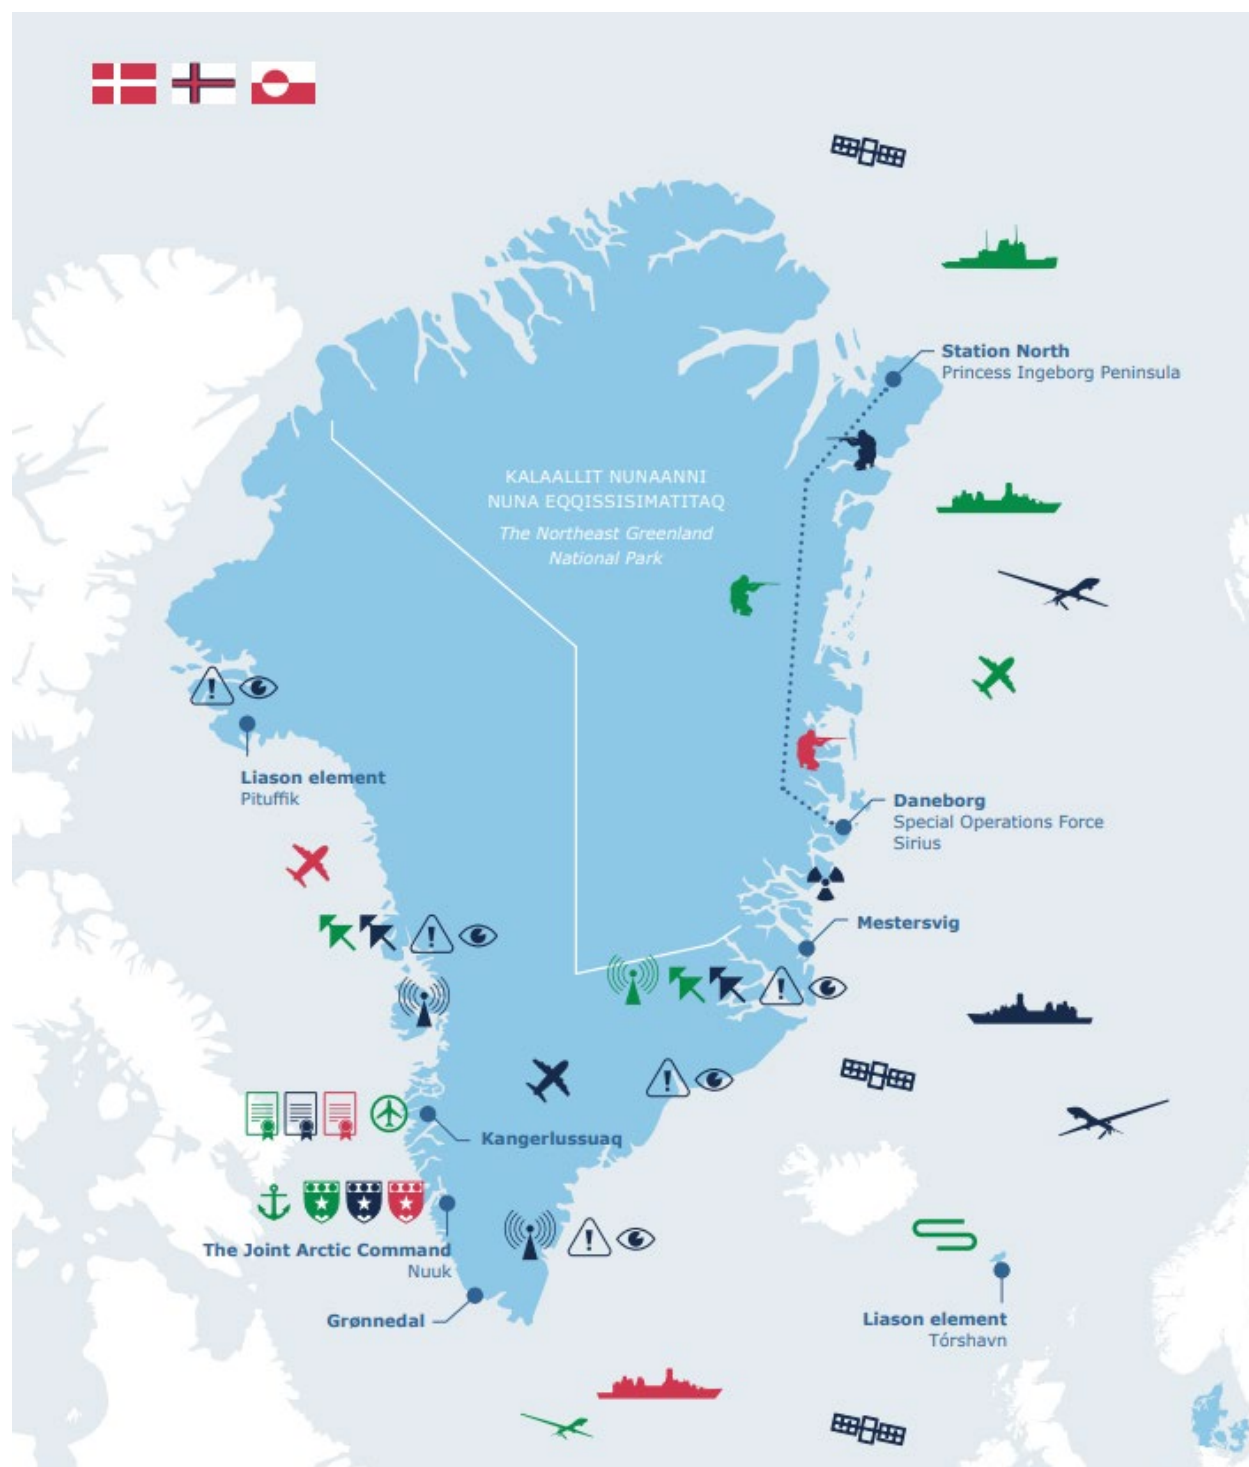 Station North
Princess Ingeborg Peninsula
KALAALLIT NUNAANNI
NUNA EQQISSISIMATITAQ
The Northeast Greenland
National Park
Liason element
Pituffik
Daneborg
Special Operations Force
Sirius
Mestersvig
Kangerlussuaq
The Joint Arctic Command
Nuuk
Grønnedal
Liason element
Tórshavn